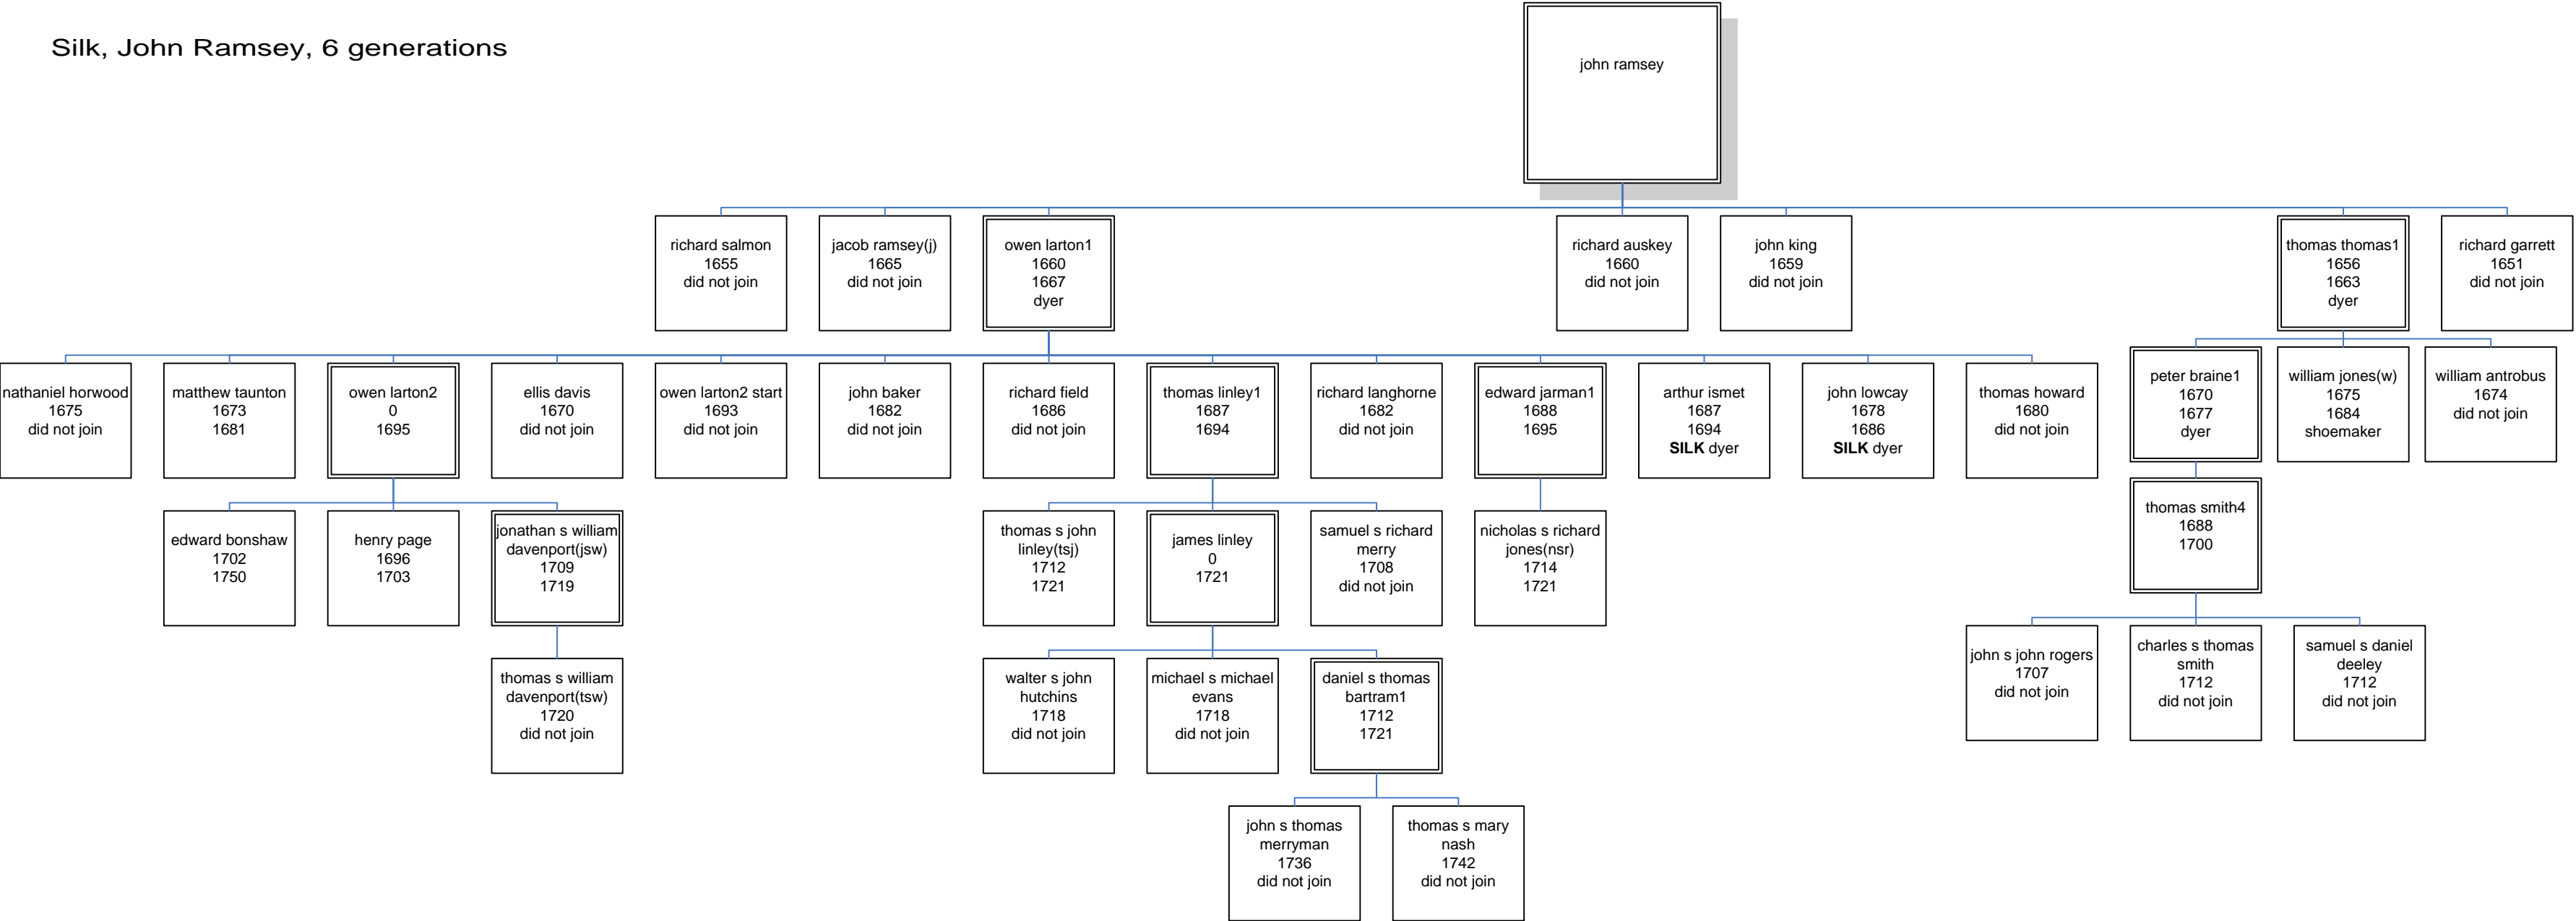 Silk, John Ramsey, 6 generations
john ramsey
richard salmon
1655
did not join
jacob ramsey(j)
1665
did not join
owen larton1
1660
1667
dyer
richard auskey
1660
did not join
john king
1659
did not join
thomas thomas1
1656
1663
dyer
richard garrett
1651
did not join
nathaniel horwood
1675
did not join
matthew taunton
1673
1681
owen larton2
0
1695
ellis davis
1670
did not join
owen larton2 start
1693
did not join
john baker
1682
did not join
richard field
1686
did not join
thomas linley1
1687
1694
richard langhorne
1682
did not join
edward jarman1
1688
1695
arthur ismet
1687
1694
SILK dyer
john lowcay
1678
1686
SILK dyer
thomas howard
1680
did not join
peter braine1
1670
1677
dyer
william jones(w)
1675
1684
shoemaker
william antrobus
1674
did not join
edward bonshaw
1702
1750
henry page
1696
1703
jonathan s william
davenport(jsw)
1709
1719
thomas s john
linley(tsj)
1712
1721
james linley
0
1721
samuel s richard
merry
1708
did not join
nicholas s richard
jones(nsr)
1714
1721
thomas smith4
1688
1700
thomas s william
davenport(tsw)
1720
did not join
walter s john
hutchins
1718
did not join
michael s michael
evans
1718
did not join
daniel s thomas
bartram1
1712
1721
john s john rogers
1707
did not join
charles s thomas
smith
1712
did not join
samuel s daniel
deeley
1712
did not join
john s thomas
merryman
1736
did not join
thomas s mary
nash
1742
did not join